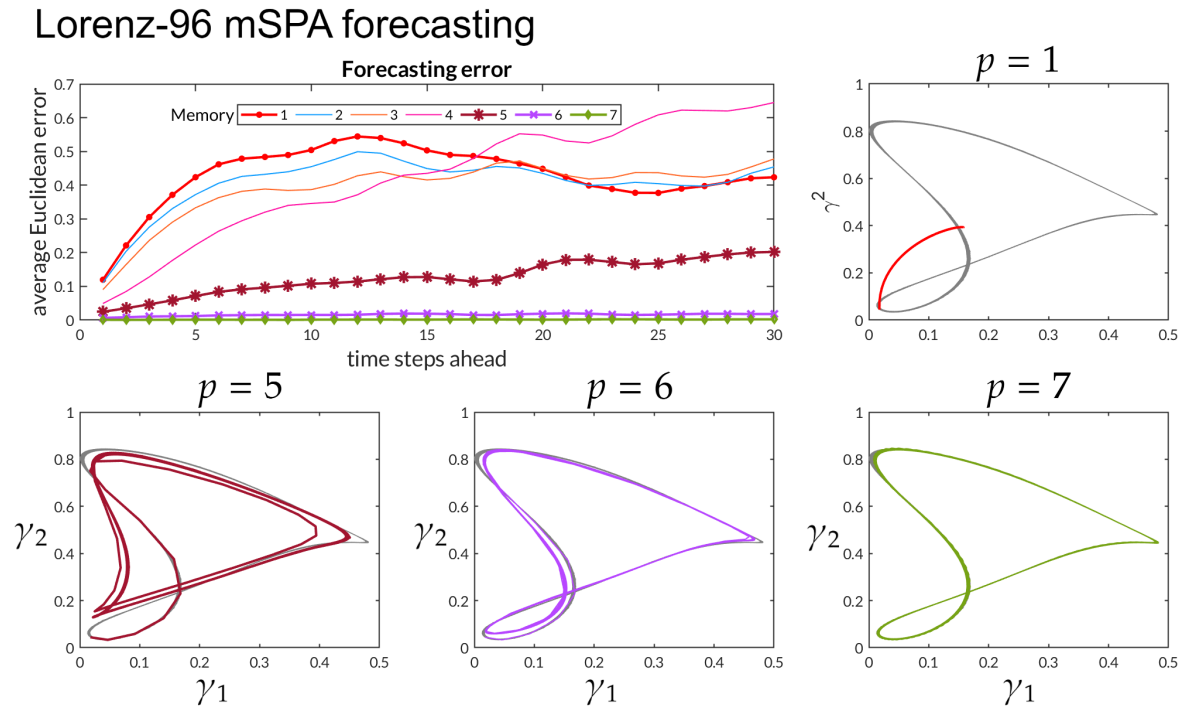 Lorenz-96 mSPA forecasting
Forecasting error
average Euclidean error
0.7
0.6
0.5
0.4
0.3
0.2
0.1
0
Memory 1 2 3 4 5 6 7
0 5 10 15 20 25 30
time steps ahead
p = 1
γ²
1
0.8
0.6
0.4
0.2
0
0 0.1 0.2 0.3 0.4 0.5
p = 5
γ₂
1
0.8
0.6
0.4
0.2
0
0 0.1 0.2 0.3 0.4 0.5
γ₁
p = 6
γ₂
1
0.8
0.6
0.4
0.2
0
0 0.1 0.2 0.3 0.4 0.5
γ₁
p = 7
γ₂
1
0.8
0.6
0.4
0.2
0
0 0.1 0.2 0.3 0.4 0.5
γ₁